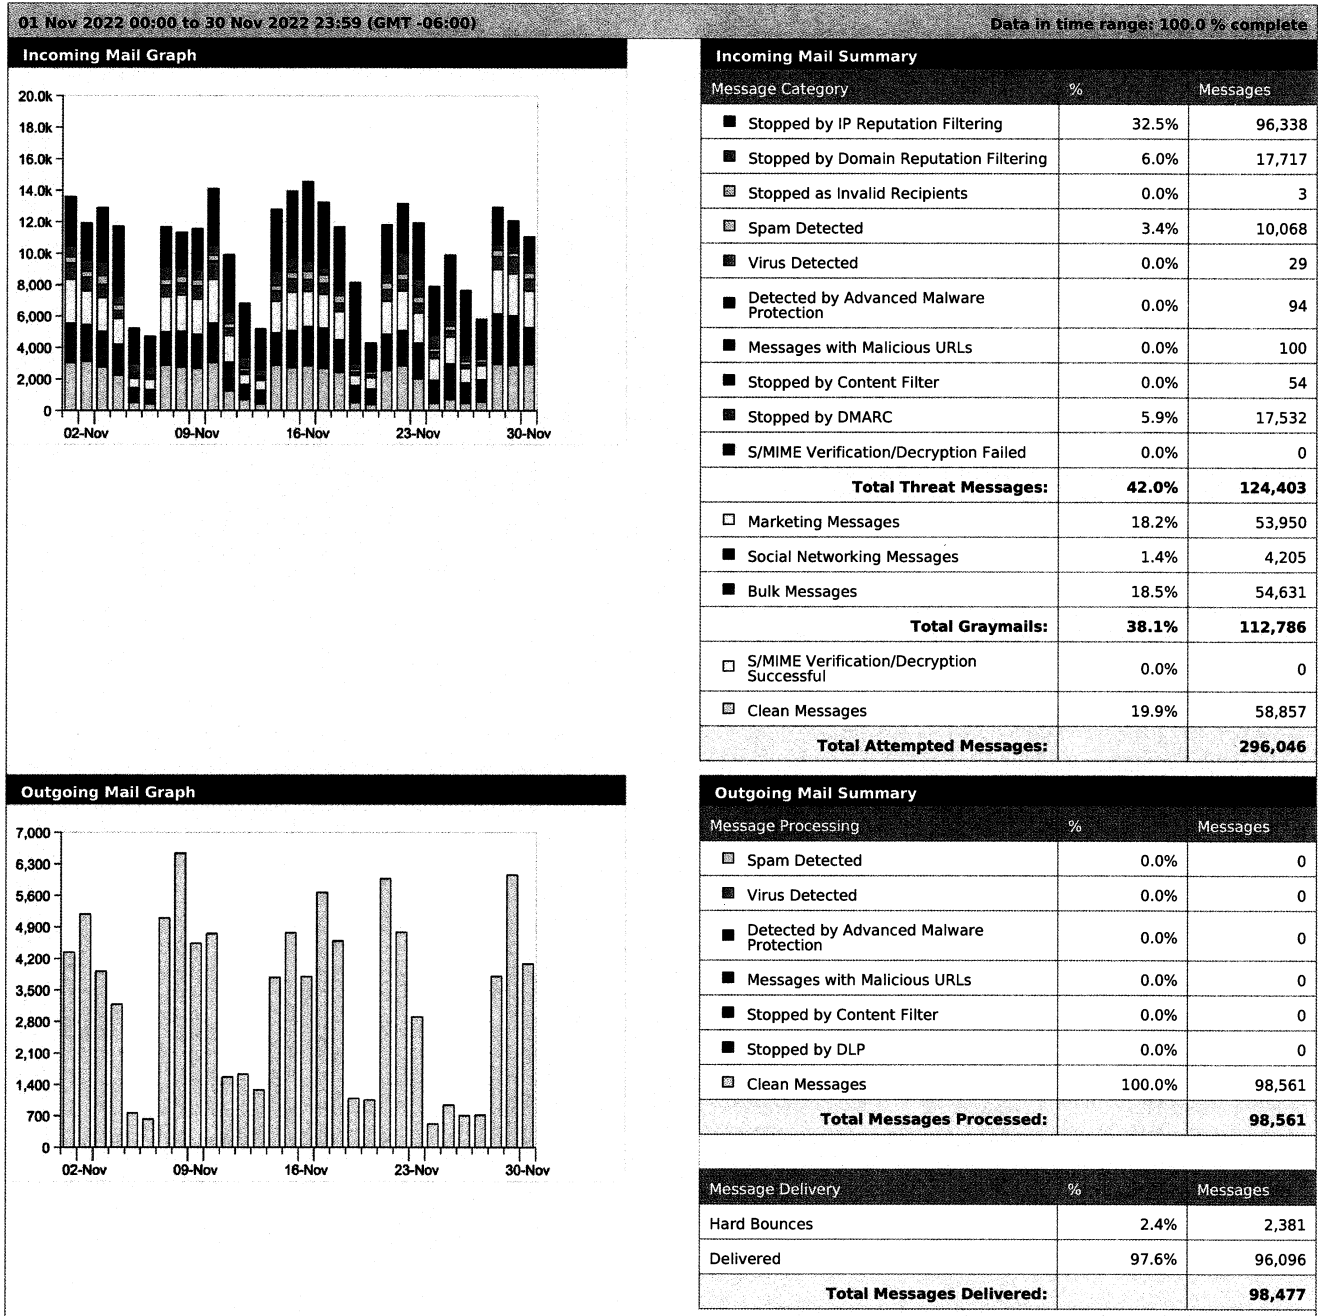 01 Nov 2022 00:00 to 30 Nov 2022 23:59 (GMT -06:00) Data in time range: 100.0 % complete
Incoming Mail Graph
20.0k
18.0k
16.0k
14.0k
12.0k
10.0k
8,000
6,000
4,000
2,000
0
02-Nov 09-Nov 16-Nov 23-Nov 30-Nov
Incoming Mail Summary
Message Category % Messages
Stopped by IP Reputation Filtering 32.5% 96,338
Stopped by Domain Reputation Filtering 6.0% 17,717
Stopped as Invalid Recipients 0.0% 3
Spam Detected 3.4% 10,068
Virus Detected 0.0% 29
Detected by Advanced Malware
Protection 0.0% 94
Messages with Malicious URLs 0.0% 100
Stopped by Content Filter 0.0% 54
Stopped by DMARC 5.9% 17,532
S/MIME Verification/Decryption Failed 0.0% 0
Total Threat Messages: 42.0% 124,403
Marketing Messages 18.2% 53,950
Social Networking Messages 1.4% 4,205
Bulk Messages 18.5% 54,631
Total Graymails: 38.1% 112,786
S/MIME Verification/Decryption
Successful 0.0% 0
Clean Messages 19.9% 58,857
Total Attempted Messages: 296,046
Outgoing Mail Graph
7,000
6,300
5,600
4,900
4,200
3,500
2,800
2,100
1,400
700
0
02-Nov 09-Nov 16-Nov 23-Nov 30-Nov
Outgoing Mail Summary
Message Processing % Messages
Spam Detected 0.0% 0
Virus Detected 0.0% 0
Detected by Advanced Malware
Protection 0.0% 0
Messages with Malicious URLs 0.0% 0
Stopped by Content Filter 0.0% 0
Stopped by DLP 0.0% 0
Clean Messages 100.0% 98,561
Total Messages Processed: 98,561
Message Delivery % Messages
Hard Bounces 2.4% 2,381
Delivered 97.6% 96,096
Total Messages Delivered: 98,477